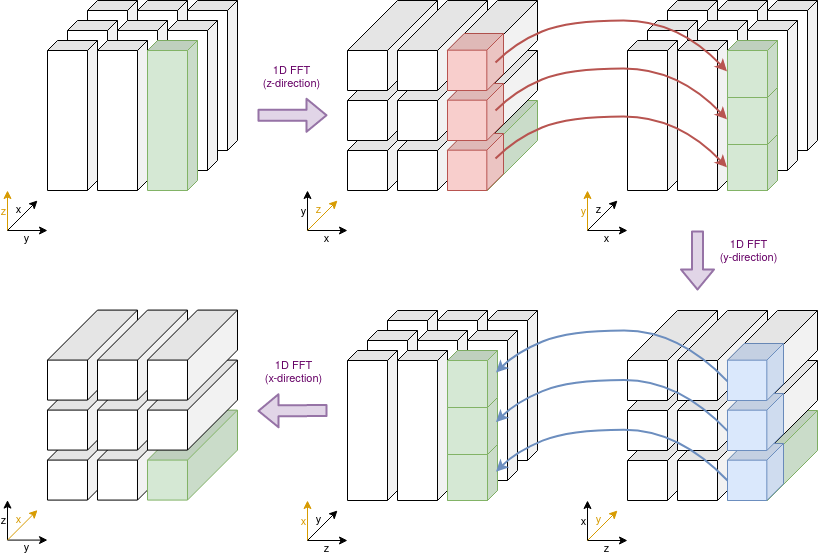 1D FFT
(z-direction)
z
x
y
y
z
x
y
z
x
1D FFT
(y-direction)
1D FFT
(x-direction)
z
x
y
x
y
z
x
y
z